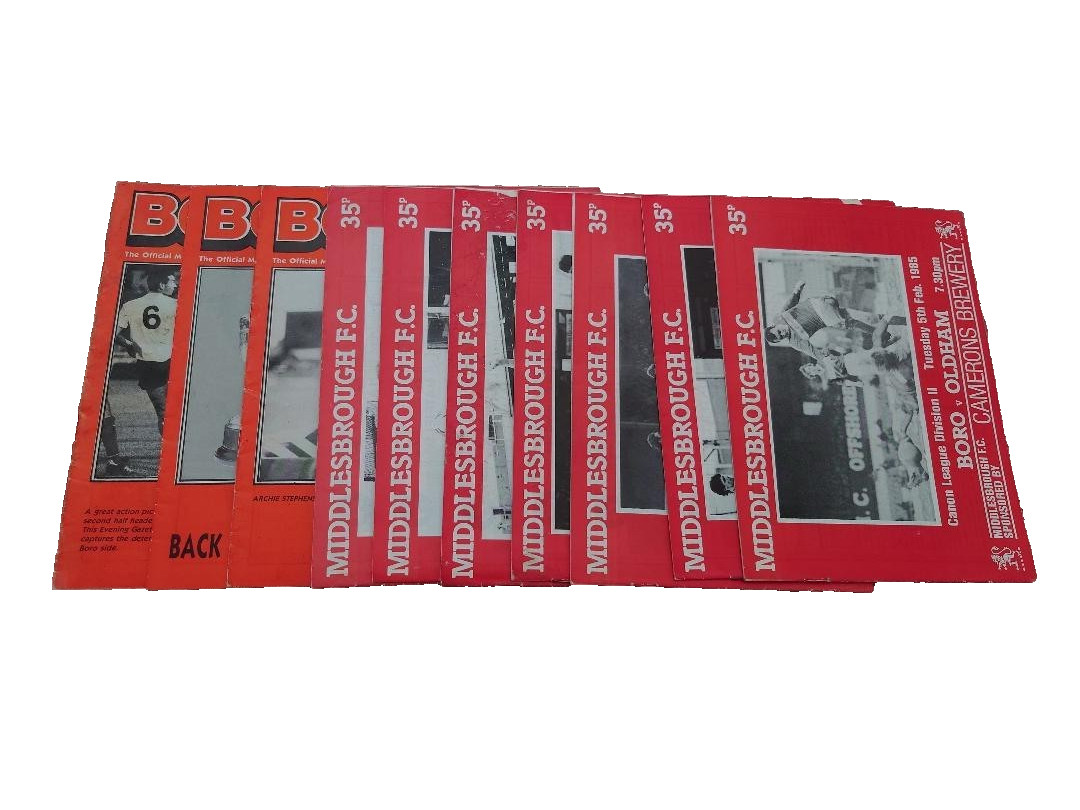 BO
The Official M
6
A great action pic
second half heade
This Evening Gazet
captures the deter
Boro side.
BO
The Official M
BACK
BO
The Official M
ARCHIE STEPHENS
35p
MIDDLESBROUGH F.C.
35p
MIDDLESBROUGH F.C.
35p
MIDDLESBROUGH F.C.
35p
MIDDLESBROUGH F.C.
35p
MIDDLESBROUGH F.C.
35p
MIDDLESBROUGH F.C.
35p
MIDDLESBROUGH F.C.
.C. OFFSHORE
Canon League Division II Tuesday 5th Feb. 1985
BORO v OLDHAM 7.30pm
MIDDLESBROUGH F.C.
SPONSORED BY CAMERONS BREWERY